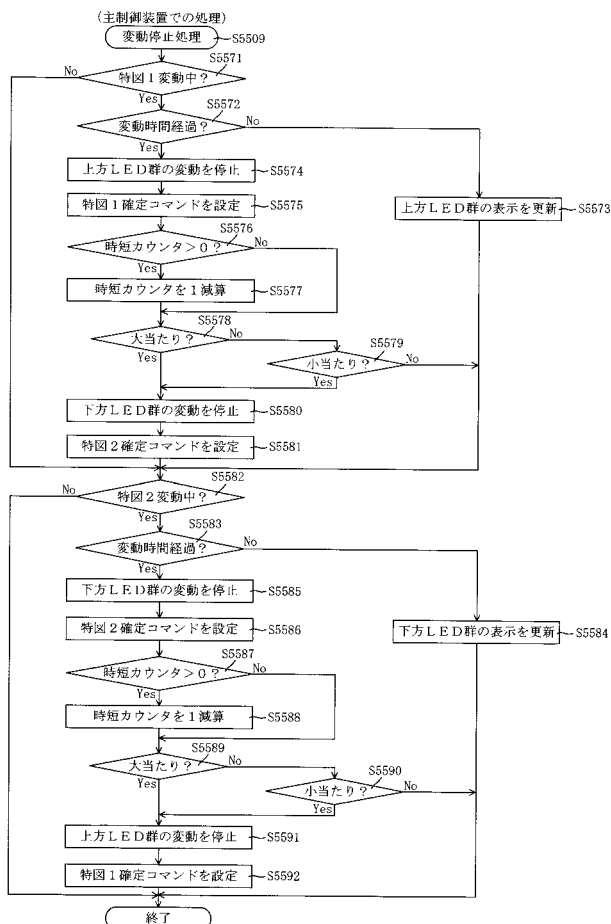 (主制御装置での処理)
変動停止処理 S5509
S5571
特図1変動中?
No
Yes
S5572
変動時間経過?
No
Yes
上方LED群の変動を停止 S5574
特図1確定コマンドを設定 S5575
上方LED群の表示を更新 S5573
S5576
時短カウンタ>0?
No
Yes
時短カウンタを1減算 S5577
S5578
大当たり?
No
Yes
S5579
小当たり?
No
Yes
下方LED群の変動を停止 S5580
特図2確定コマンドを設定 S5581
S5582
特図2変動中?
No
Yes
S5583
変動時間経過?
No
Yes
下方LED群の変動を停止 S5585
特図2確定コマンドを設定 S5586
下方LED群の表示を更新 S5584
S5587
時短カウンタ>0?
No
Yes
時短カウンタを1減算 S5588
S5589
大当たり?
No
Yes
S5590
小当たり?
No
Yes
上方LED群の変動を停止 S5591
特図1確定コマンドを設定 S5592
終了